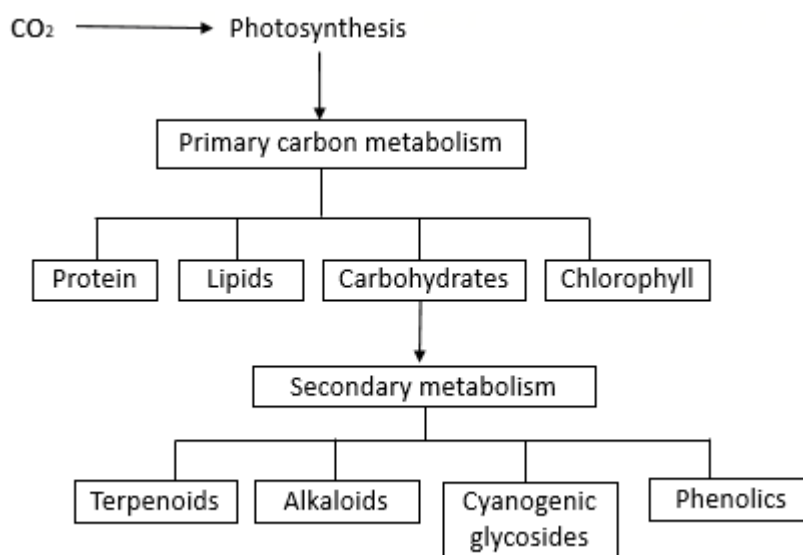 CO₂ Photosynthesis
Primary carbon metabolism
Protein Lipids Carbohydrates Chlorophyll
Secondary metabolism
Terpenoids Alkaloids Cyanogenic Phenolics
glycosides